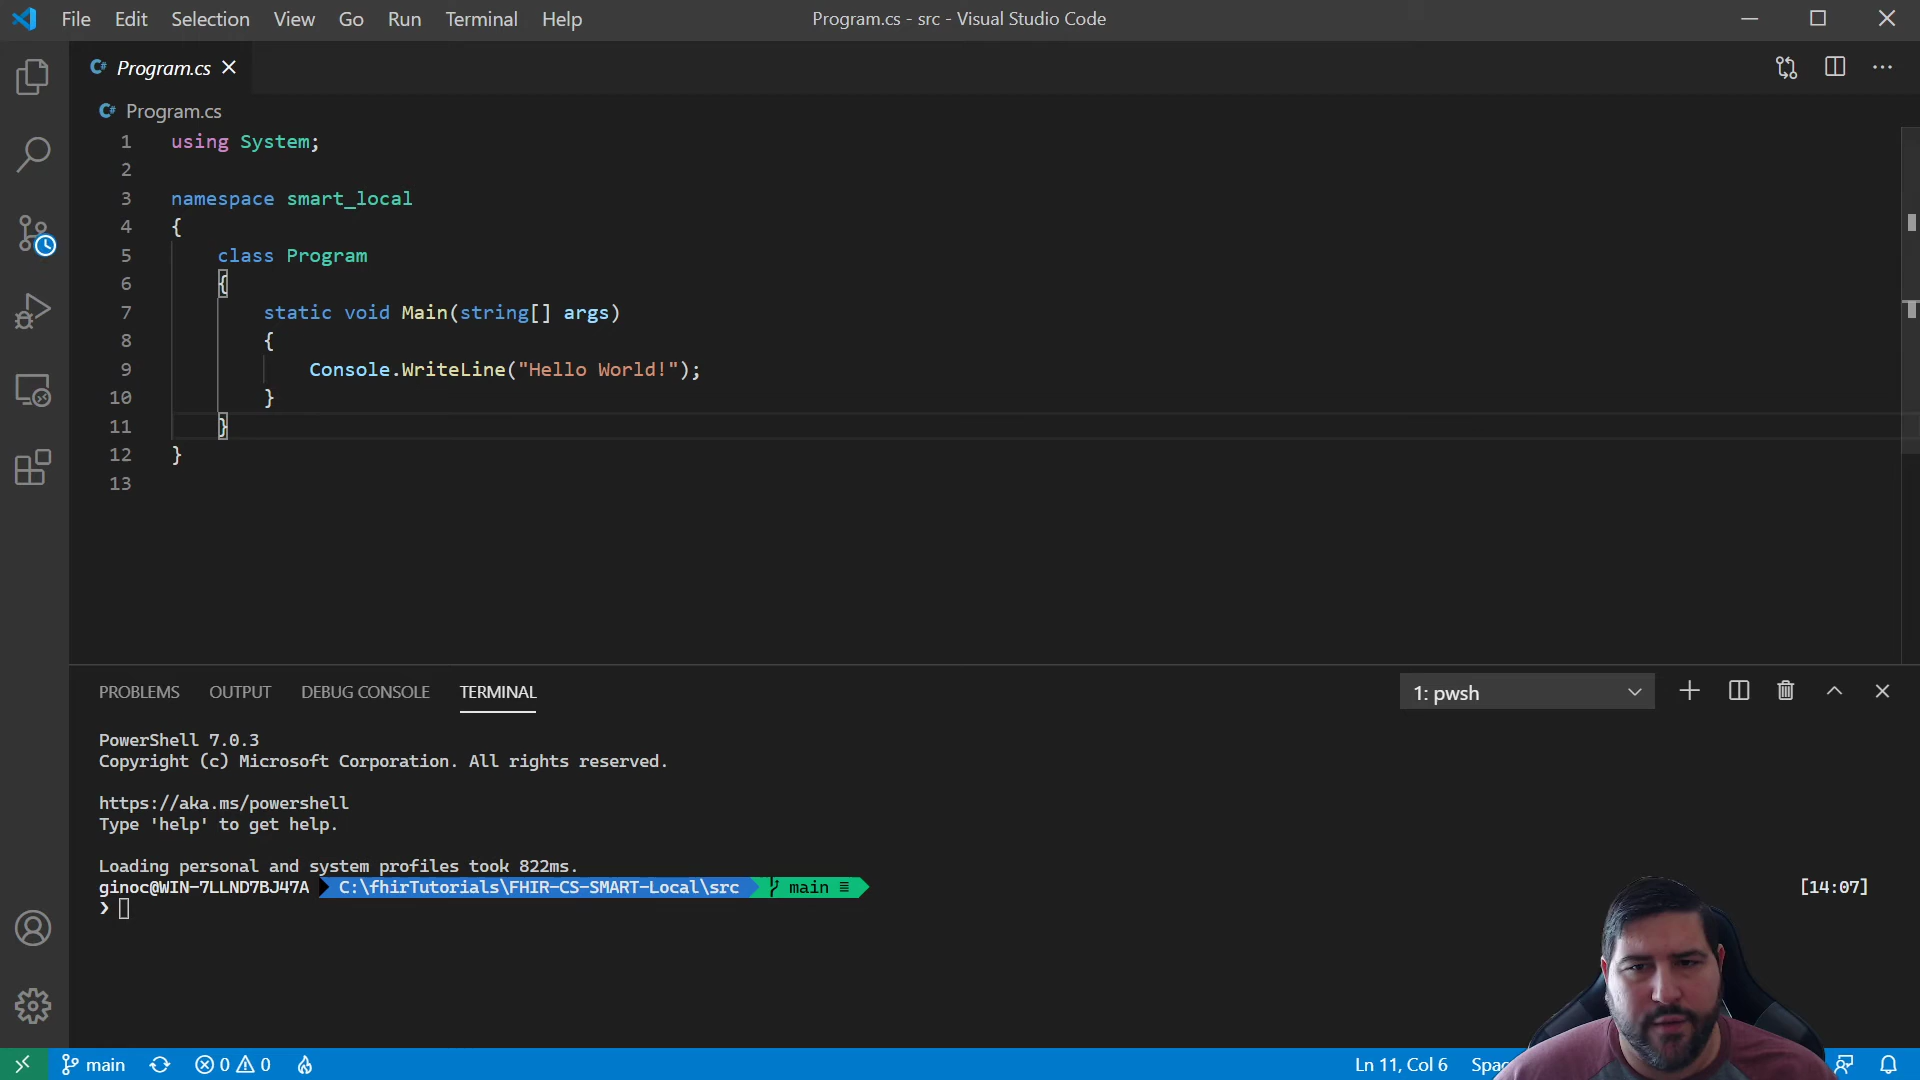 File Edit Selection View Go Run Terminal Help
Program.cs - src - Visual Studio Code
C# Program.cs
C# Program.cs
1 using System;
2
3 namespace smart_local
4 {
5 class Program
6 {
7 static void Main(string[] args)
8 {
9 Console.WriteLine("Hello World!");
10 }
11 }
12 }
13
PROBLEMS OUTPUT DEBUG CONSOLE TERMINAL
1: pwsh
PowerShell 7.0.3
Copyright (c) Microsoft Corporation. All rights reserved.
https://aka.ms/powershell
Type 'help' to get help.
Loading personal and system profiles took 822ms.
ginoc@WIN-7LLND7BJ47A C:\fhirTutorials\FHIR-CS-SMART-Local\src main ≡ [14:07]
❯
main 0 0 Ln 11, Col 6